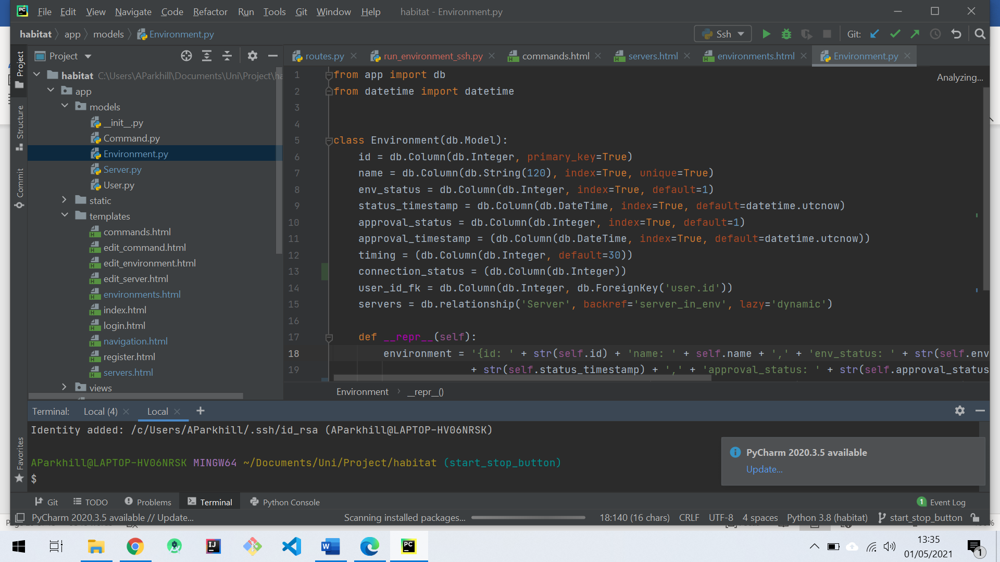 File Edit View Navigate Code Refactor Run Tools Git Window Help habitat - Environment.py
habitat app models Environment.py Ssh Git:
Project routes.py run_environment_ssh.py commands.html servers.html environments.html Environment.py
Project
Structure
Commit
Favorites
habitat C:\Users\AParkhill\Documents\Uni\Project\ha
app
models
__init__.py
Command.py
Environment.py
Server.py
User.py
static
templates
commands.html
edit_command.html
edit_environment.html
edit_server.html
environments.html
index.html
login.html
navigation.html
register.html
servers.html
views
Analyzing...
1 from app import db
2 from datetime import datetime
3
4
5 class Environment(db.Model):
6 id = db.Column(db.Integer, primary_key=True)
7 name = db.Column(db.String(120), index=True, unique=True)
8 env_status = db.Column(db.Integer, index=True, default=1)
9 status_timestamp = db.Column(db.DateTime, index=True, default=datetime.utcnow)
10 approval_status = db.Column(db.Integer, index=True, default=1)
11 approval_timestamp = (db.Column(db.DateTime, index=True, default=datetime.utcnow))
12 timing = (db.Column(db.Integer, default=30))
13 connection_status = (db.Column(db.Integer))
14 user_id_fk = db.Column(db.Integer, db.ForeignKey('user.id'))
15 servers = db.relationship('Server', backref='server_in_env', lazy='dynamic')
16
17 def __repr__(self):
18 environment = '{id: ' + str(self.id) + 'name: ' + self.name + ',' + 'env_status: ' + str(self.env
19 + str(self.status_timestamp) + ',' + 'approval_status: ' + str(self.approval_status
Environment __repr__()
Terminal: Local (4) Local
Identity added: /c/Users/AParkhill/.ssh/id_rsa (AParkhill@LAPTOP-HV06NRSK)
AParkhill@LAPTOP-HV06NRSK MINGW64 ~/Documents/Uni/Project/habitat (start_stop_button)
$
PyCharm 2020.3.5 available
Update...
Git TODO Problems Terminal Python Console 1 Event Log
PyCharm 2020.3.5 available // Update... Scanning installed packages... 18:140 (16 chars) CRLF UTF-8 4 spaces Python 3.8 (habitat) start_stop_button
13:35
01/05/2021
1